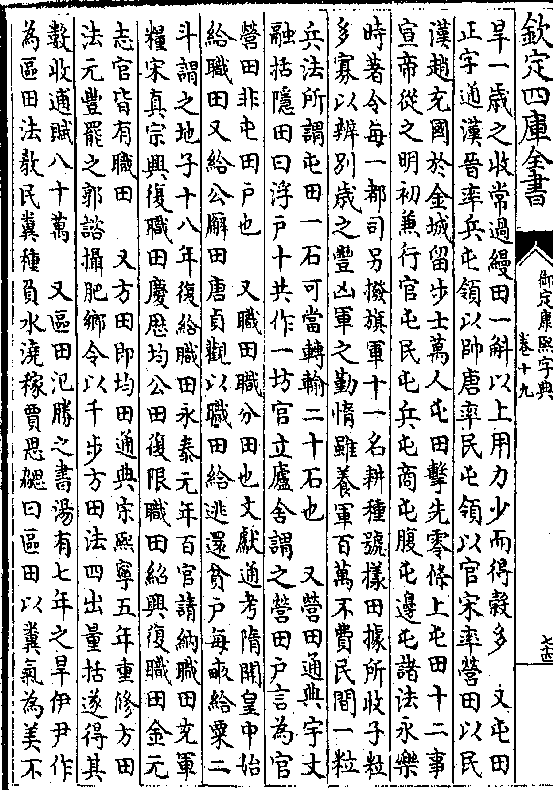 欽定四庫全書
御定康熙字典
卷十九
旱一歲之收常過縵田一斛以上用力少而得穀多　又屯田
正字通漢晉率兵屯領以帥唐率民屯領以官宋率營田以民
漢趙充國於金城留步士萬人屯田擊先零條上屯田十二事
宣帝從之明初兼行官屯民屯兵屯商屯腹屯邊屯諸法永樂
時著令每一都司另撥旗軍十一名耕種號樣田據所收子粒
多寡以辨別歲之豐凶軍之勤惰雖養軍百萬不費民間一粒
兵法所謂屯田一石可當轉輸二十石也　又營田通典宇文
融括隱田曰浮戶十共作一坊官立廬舍謂之營田戶言為官
營田非屯田戶也　又職田職分田也文獻通考隋開皇中始
給職田又給公廨田唐貞觀以職田給逃還貧戶每畝給粟二
斗謂之地子十八年復給職田永泰元年百官請納職田充軍
糧宋真宗興復職田慶歷均公田復限職田紹興復職田金元
志官皆有職田　又方田即均田通典宋熙寧五年重修方田
法元豐罷之郭諮攝肥鄉令以千步方田法四出量括遂得其
數收逋賦八十萬　又區田氾勝之書湯有七年之旱伊尹作
為區田法敎民糞種負水澆稼賈思勰曰區田以糞氣為美不